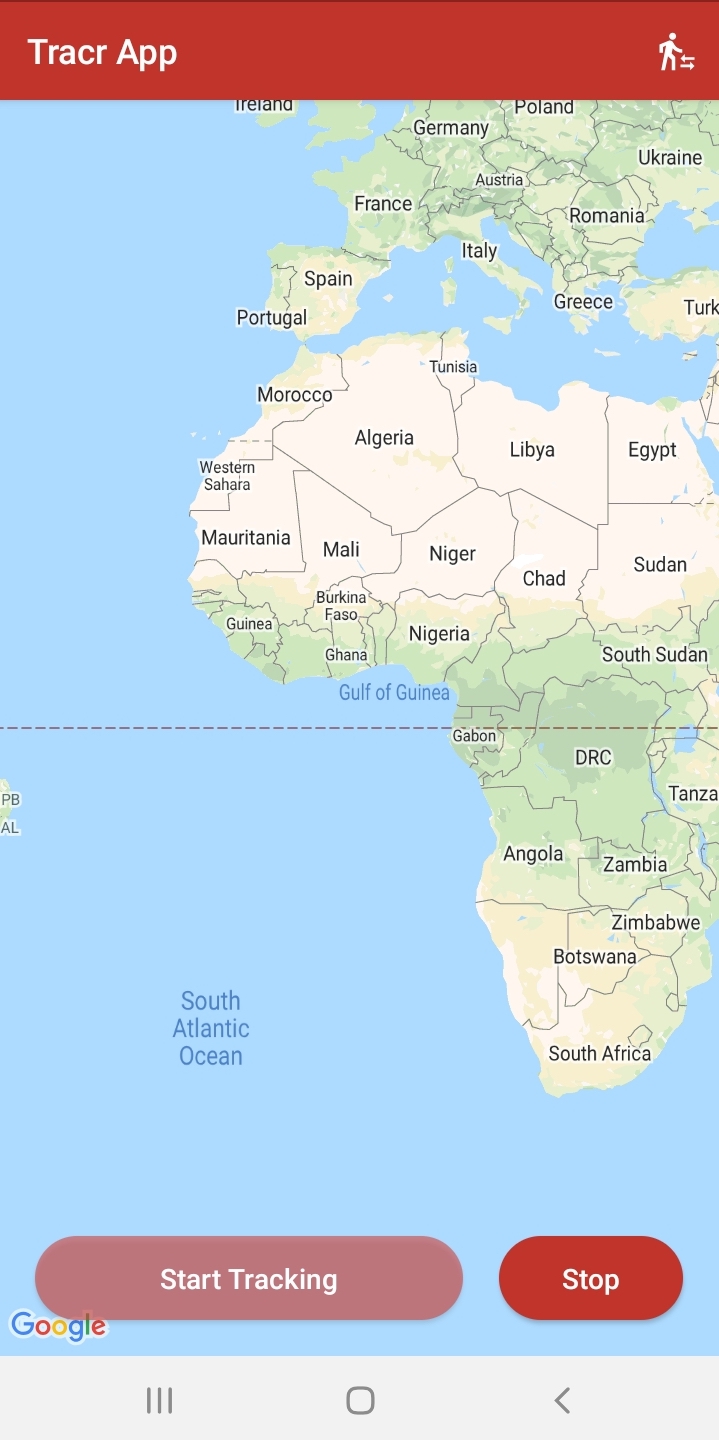 Tracr App
Ireland
Poland
Germany
Ukraine
Austria
France
Romania
Italy
Spain
Greece
Turk
Portugal
Tunisia
Morocco
Algeria
Libya
Egypt
Western
Sahara
Mauritania
Mali
Niger
Sudan
Chad
Burkina
Faso
Guinea
Nigeria
Ghana
South Sudan
Gulf of Guinea
Gabon
DRC
PB
Tanza
AL
Angola
Zambia
Zimbabwe
Botswana
South
Atlantic
Ocean
South Africa
Start Tracking
Stop
Google